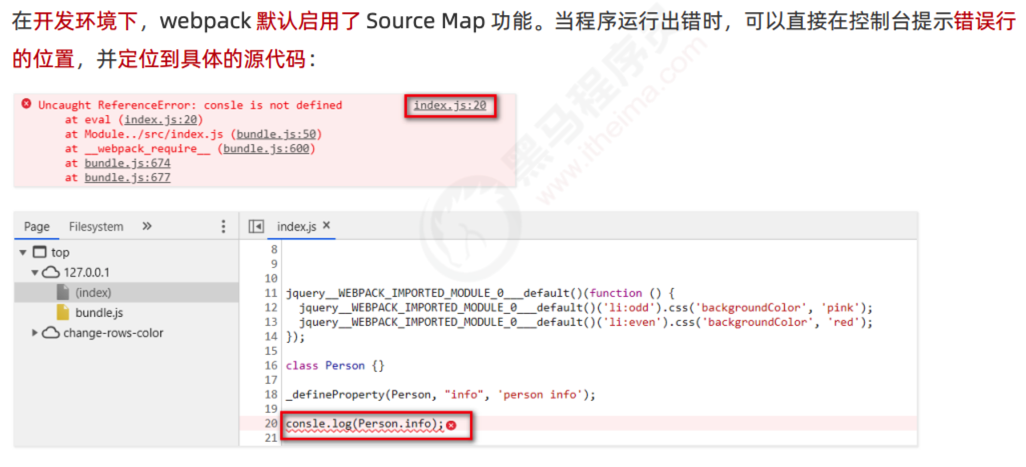 在开发环境下，webpack 默认启用了 Source Map 功能。当程序运行出错时，可以直接在控制台提示错误行
的位置，并定位到具体的源代码：
Uncaught ReferenceError: consle is not defined index.js:20
at eval (index.js:20)
at Module../src/index.js (bundle.js:50)
at __webpack_require__ (bundle.js:600)
at bundle.js:674
at bundle.js:677
Page Filesystem » index.js ×
top
127.0.0.1
(index)
bundle.js
change-rows-color
8
9
10
11 jquery__WEBPACK_IMPORTED_MODULE_0___default()(function () {
12 jquery__WEBPACK_IMPORTED_MODULE_0___default()('li:odd').css('backgroundColor', 'pink');
13 jquery__WEBPACK_IMPORTED_MODULE_0___default()('li:even').css('backgroundColor', 'red');
14 });
15
16 class Person {}
17
18 _defineProperty(Person, "info", 'person info');
19
20 consle.log(Person.info);
21
黑马程序员
www.itheima.com